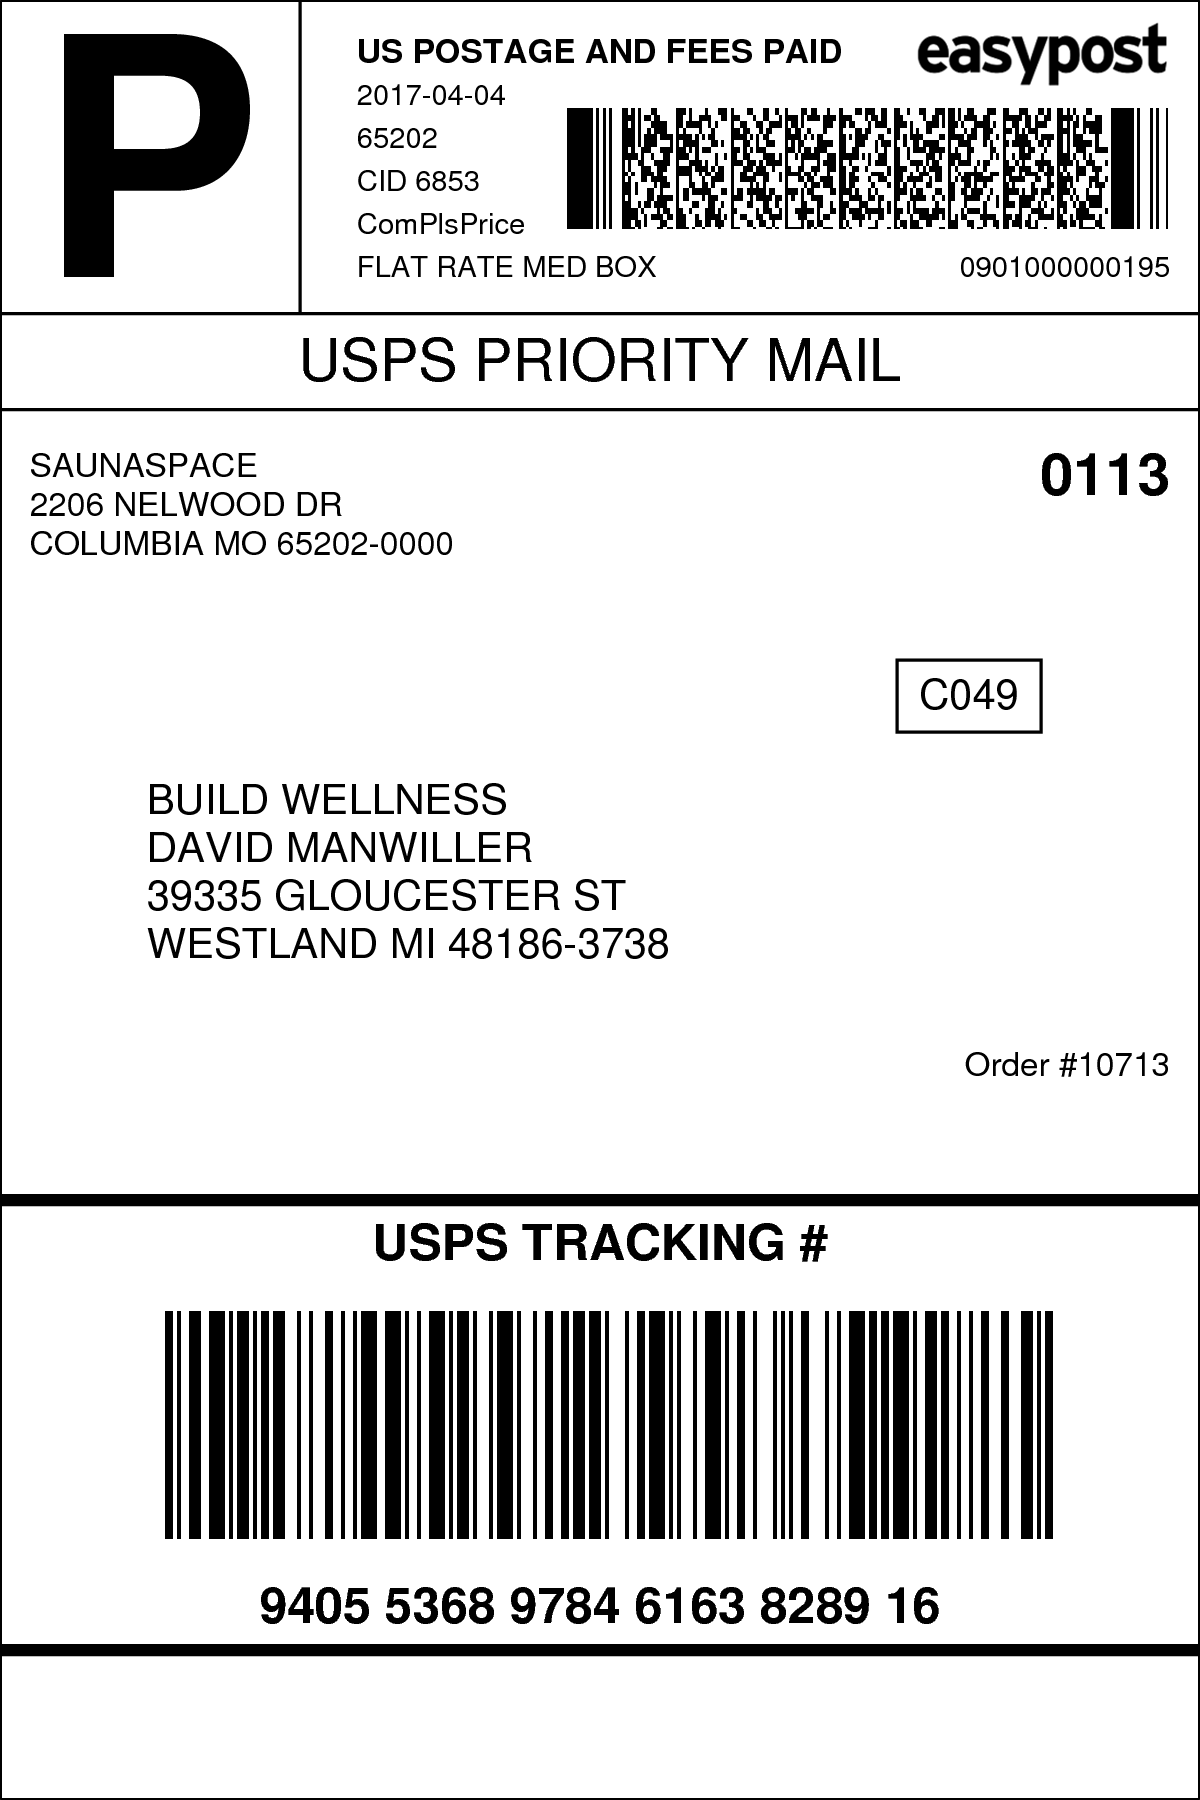 P
US POSTAGE AND FEES PAID
easypost
2017-04-04
65202
CID 6853
ComPlsPrice
FLAT RATE MED BOX
0901000000195
USPS PRIORITY MAIL
SAUNASPACE
2206 NELWOOD DR
COLUMBIA MO 65202-0000
0113
C049
BUILD WELLNESS
DAVID MANWILLER
39335 GLOUCESTER ST
WESTLAND MI 48186-3738
Order #10713
USPS TRACKING #
9405 5368 9784 6163 8289 16